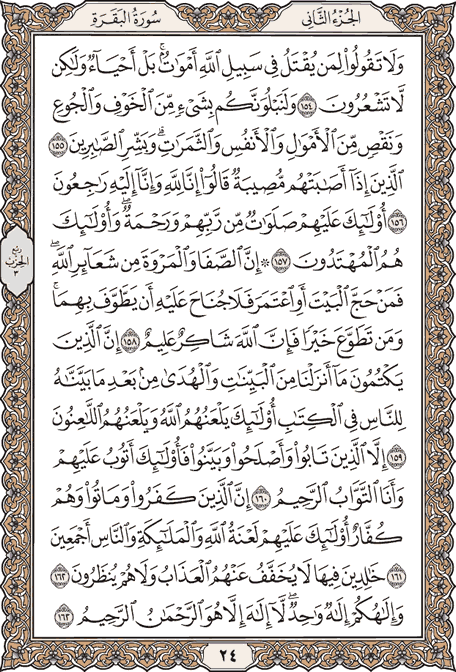 الجزء الثاني
سورة البقرة
وَلَا تَقُولُوا۟ لِمَن يُقْتَلُ فِى سَبِيلِ ٱللَّهِ أَمْوَٰتٌۢ ۚ بَلْ أَحْيَآءٌ وَلَٰكِن
لَّا تَشْعُرُونَ ١٥٤ وَلَنَبْلُوَنَّكُم بِشَىْءٍ مِّنَ ٱلْخَوْفِ وَٱلْجُوعِ
وَنَقْصٍ مِّنَ ٱلْأَمْوَٰلِ وَٱلْأَنفُسِ وَٱلثَّمَرَٰتِ ۗ وَبَشِّرِ ٱلصَّٰبِرِينَ ١٥٥
ٱلَّذِينَ إِذَآ أَصَٰبَتْهُم مُّصِيبَةٌ قَالُوٓا۟ إِنَّا لِلَّهِ وَإِنَّآ إِلَيْهِ رَٰجِعُونَ
١٥٦ أُو۟لَٰٓئِكَ عَلَيْهِمْ صَلَوَٰتٌ مِّن رَّبِّهِمْ وَرَحْمَةٌ ۖ وَأُو۟لَٰٓئِكَ
هُمُ ٱلْمُهْتَدُونَ ١٥٧ ۞ إِنَّ ٱلصَّفَا وَٱلْمَرْوَةَ مِن شَعَآئِرِ ٱللَّهِ ۖ
فَمَنْ حَجَّ ٱلْبَيْتَ أَوِ ٱعْتَمَرَ فَلَا جُنَاحَ عَلَيْهِ أَن يَطَّوَّفَ بِهِمَا ۚ
وَمَن تَطَوَّعَ خَيْرًا فَإِنَّ ٱللَّهَ شَاكِرٌ عَلِيمٌ ١٥٨ إِنَّ ٱلَّذِينَ
يَكْتُمُونَ مَآ أَنزَلْنَا مِنَ ٱلْبَيِّنَٰتِ وَٱلْهُدَىٰ مِنۢ بَعْدِ مَا بَيَّنَّٰهُ
لِلنَّاسِ فِى ٱلْكِتَٰبِ أُو۟لَٰٓئِكَ يَلْعَنُهُمُ ٱللَّهُ وَيَلْعَنُهُمُ ٱللَّٰعِنُونَ
١٥٩ إِلَّا ٱلَّذِينَ تَابُوا۟ وَأَصْلَحُوا۟ وَبَيَّنُوا۟ فَأُو۟لَٰٓئِكَ أَتُوبُ عَلَيْهِمْ
وَأَنَا ٱلتَّوَّابُ ٱلرَّحِيمُ ١٦٠ إِنَّ ٱلَّذِينَ كَفَرُوا۟ وَمَاتُوا۟ وَهُمْ
كُفَّارٌ أُو۟لَٰٓئِكَ عَلَيْهِمْ لَعْنَةُ ٱللَّهِ وَٱلْمَلَٰٓئِكَةِ وَٱلنَّاسِ أَجْمَعِينَ
١٦١ خَٰلِدِينَ فِيهَا لَا يُخَفَّفُ عَنْهُمُ ٱلْعَذَابُ وَلَا هُمْ يُنظَرُونَ ١٦٢
وَإِلَٰهُكُمْ إِلَٰهٌ وَٰحِدٌ ۖ لَّآ إِلَٰهَ إِلَّا هُوَ ٱلرَّحْمَٰنُ ٱلرَّحِيمُ ١٦٣
ربع
الحزب
٣
٢٤